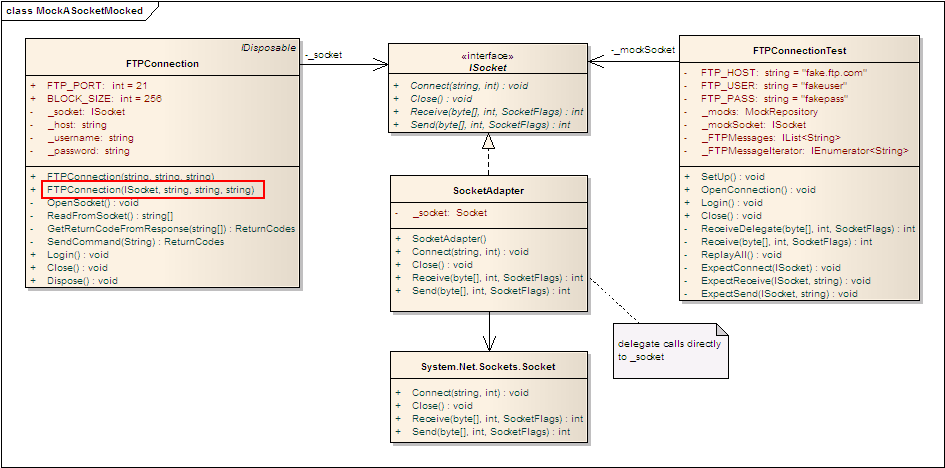 class MockASocketMocked
IDisposable
FTPConnection
+ FTP_PORT: int = 21
+ BLOCK_SIZE: int = 256
- _socket: ISocket
- _host: string
- _username: string
- _password: string
+ FTPConnection(string, string, string)
+ FTPConnection(ISocket, string, string, string)
- OpenSocket() : void
- ReadFromSocket() : string[]
- GetReturnCodeFromResponse(string[]) : ReturnCodes
- SendCommand(String) : ReturnCodes
+ Login() : void
+ Close() : void
+ Dispose() : void
-_socket
«interface»
ISocket
+ Connect(string, int) : void
+ Close() : void
+ Receive(byte[], int, SocketFlags) : int
+ Send(byte[], int, SocketFlags) : int
-_mockSocket
FTPConnectionTest
- FTP_HOST: string = "fake.ftp.com"
- FTP_USER: string = "fakeuser"
- FTP_PASS: string = "fakepass"
- _mocks: MockRepository
- _mockSocket: ISocket
- _FTPMessages: IList<String>
- _FTPMessageIterator: IEnumerator<String>
+ SetUp() : void
+ OpenConnection() : void
+ Login() : void
+ Close() : void
- ReceiveDelegate(byte[], int, SocketFlags) : int
- Receive(byte[], int, SocketFlags) : int
- ReplayAll() : void
- ExpectConnect(ISocket) : void
- ExpectReceive(ISocket, string) : void
- ExpectSend(ISocket, string) : void
SocketAdapter
- _socket: Socket
+ SocketAdapter()
+ Connect(string, int) : void
+ Close() : void
+ Receive(byte[], int, SocketFlags) : int
+ Send(byte[], int, SocketFlags) : int
delegate calls directly
to _socket
System.Net.Sockets.Socket
+ Connect(string, int) : void
+ Close() : void
+ Receive(byte[], int, SocketFlags) : int
+ Send(byte[], int, SocketFlags) : int